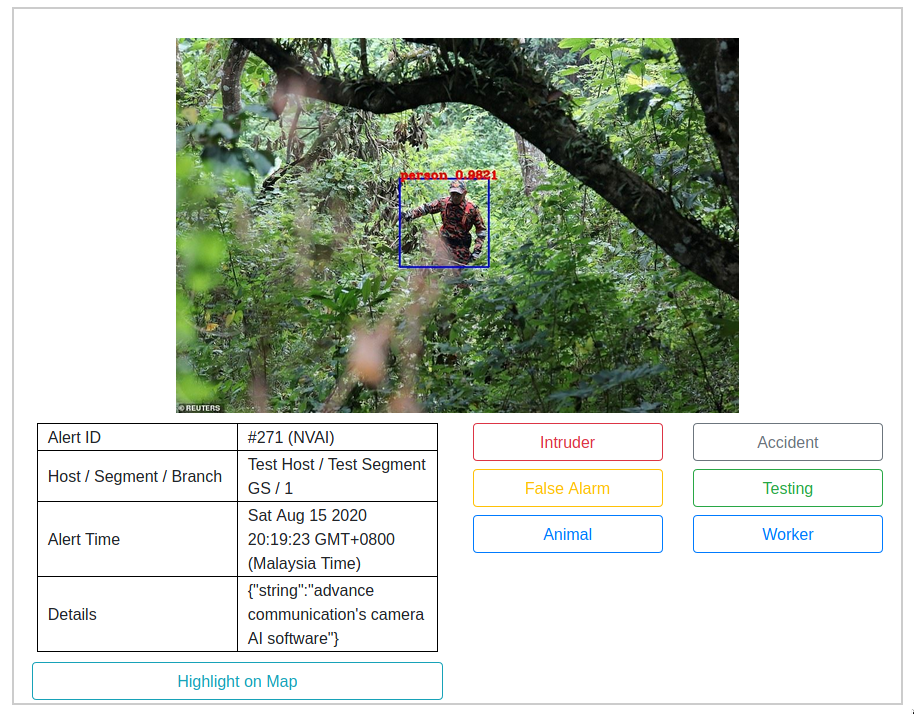 person 0.9821
© REUTERS
Alert ID
#271 (NVAI)
Host / Segment / Branch
Test Host / Test Segment
GS / 1
Alert Time
Sat Aug 15 2020
20:19:23 GMT+0800
(Malaysia Time)
Details
{"string":"advance
communication's camera
AI software"}
Highlight on Map
Intruder
Accident
False Alarm
Testing
Animal
Worker